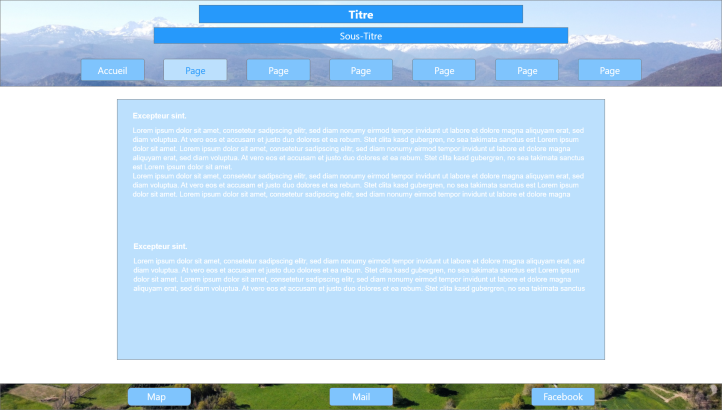 Titre
Sous-Titre
Accueil Page Page Page Page Page Page
Excepteur sint.
Lorem ipsum dolor sit amet, consetetur sadipscing elitr, sed diam nonumy eirmod tempor invidunt ut labore et dolore magna aliquyam erat, sed
diam voluptua. At vero eos et accusam et justo duo dolores et ea rebum. Stet clita kasd gubergren, no sea takimata sanctus est Lorem ipsum
dolor sit amet. Lorem ipsum dolor sit amet, consetetur sadipscing elitr, sed diam nonumy eirmod tempor invidunt ut labore et dolore magna
aliquyam erat, sed diam voluptua. At vero eos et accusam et justo duo dolores et ea rebum. Stet clita kasd gubergren, no sea takimata sanctus
est Lorem ipsum dolor sit amet.
Lorem ipsum dolor sit amet, consetetur sadipscing elitr, sed diam nonumy eirmod tempor invidunt ut labore et dolore magna aliquyam erat, sed
diam voluptua. At vero eos et accusam et justo duo dolores et ea rebum. Stet clita kasd gubergren, no sea takimata sanctus est Lorem ipsum
dolor sit amet. Lorem ipsum dolor sit amet, consetetur sadipscing elitr, sed diam nonumy eirmod tempor invidunt ut labore et dolore magna
Excepteur sint.
Lorem ipsum dolor sit amet, consetetur sadipscing elitr, sed diam nonumy eirmod tempor invidunt ut labore et dolore magna aliquyam erat, sed
diam voluptua. At vero eos et accusam et justo duo dolores et ea rebum. Stet clita kasd gubergren, no sea takimata sanctus est Lorem ipsum
dolor sit amet. Lorem ipsum dolor sit amet, consetetur sadipscing elitr, sed diam nonumy eirmod tempor invidunt ut labore et dolore magna
aliquyam erat, sed diam voluptua. At vero eos et accusam et justo duo dolores et ea rebum. Stet clita kasd gubergren, no sea takimata sanctus
Map Mail Facebook